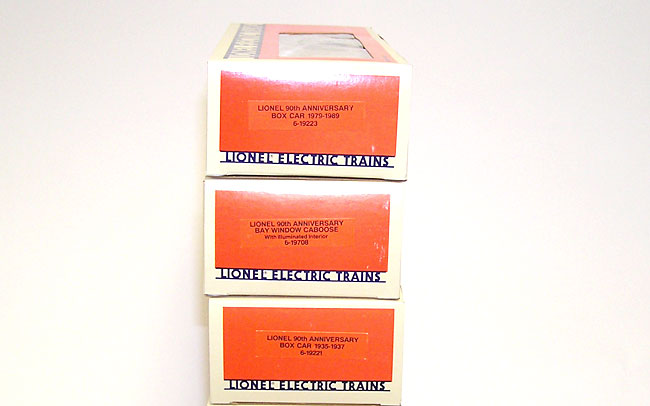 LIONEL 90th ANNIVERSARY
BOX CAR 1979-1989
6-19223
LIONEL ELECTRIC TRAINS
LIONEL 90th ANNIVERSARY
BAY WINDOW CABOOSE
With Illuminated Interior
6-19708
LIONEL ELECTRIC TRAINS
LIONEL 90th ANNIVERSARY
BOX CAR 1935-1937
6-19221
LIONEL ELECTRIC TRAINS